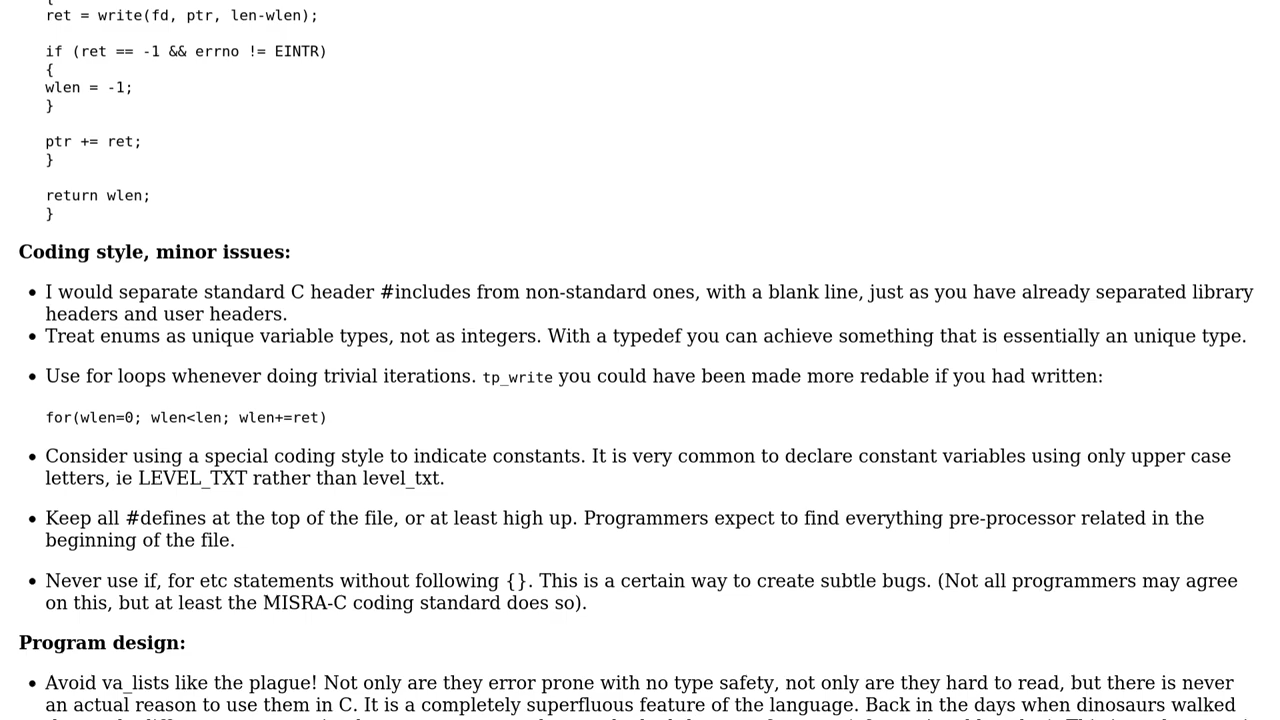 {
ret = write(fd, ptr, len-wlen);
if (ret == -1 && errno != EINTR)
{
wlen = -1;
}
ptr += ret;
}
return wlen;
}
Coding style, minor issues:
• I would separate standard C header #includes from non-standard ones, with a blank line, just as you have already separated library
headers and user headers.
• Treat enums as unique variable types, not as integers. With a typedef you can achieve something that is essentially an unique type.
• Use for loops whenever doing trivial iterations. tp_write you could have been made more redable if you had written:
for(wlen=0; wlen<len; wlen+=ret)
• Consider using a special coding style to indicate constants. It is very common to declare constant variables using only upper case
letters, ie LEVEL_TXT rather than level_txt.
• Keep all #defines at the top of the file, or at least high up. Programmers expect to find everything pre-processor related in the
beginning of the file.
• Never use if, for etc statements without following {}. This is a certain way to create subtle bugs. (Not all programmers may agree
on this, but at least the MISRA-C coding standard does so).
Program design:
• Avoid va_lists like the plague! Not only are they error prone with no type safety, not only are they hard to read, but there is never
an actual reason to use them in C. It is a completely superfluous feature of the language. Back in the days when dinosaurs walked